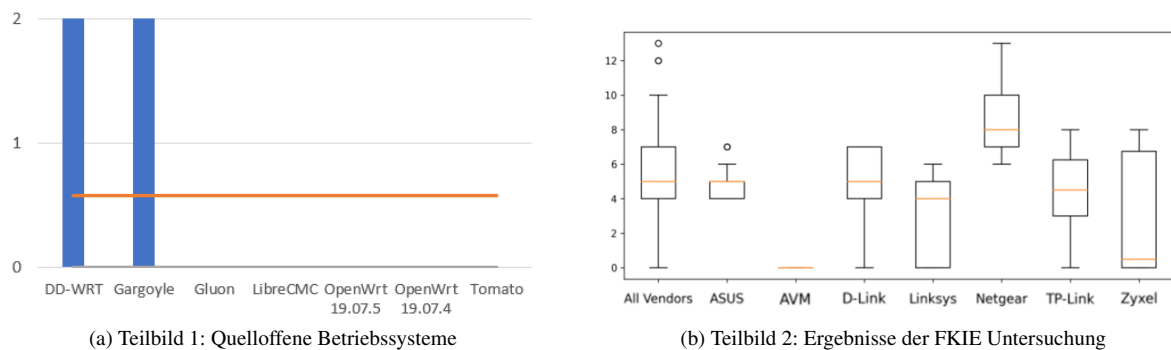 2
1
0
DD-WRT Gargoyle Gluon LibreCMC OpenWrt OpenWrt Tomato
19.07.5 19.07.4
(a) Teilbild 1: Quelloffene Betriebssysteme
12
10
8
6
4
2
0
All Vendors ASUS AVM D-Link Linksys Netgear TP-Link Zyxel
(b) Teilbild 2: Ergebnisse der FKIE Untersuchung